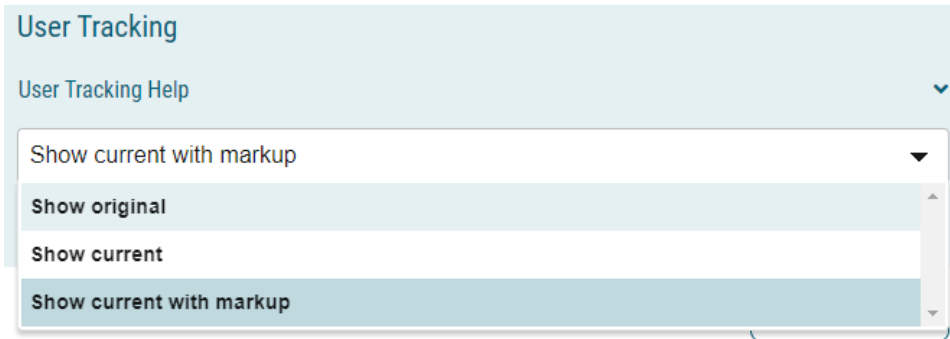 User Tracking
User Tracking Help
Show current with markup
Show original
Show current
Show current with markup